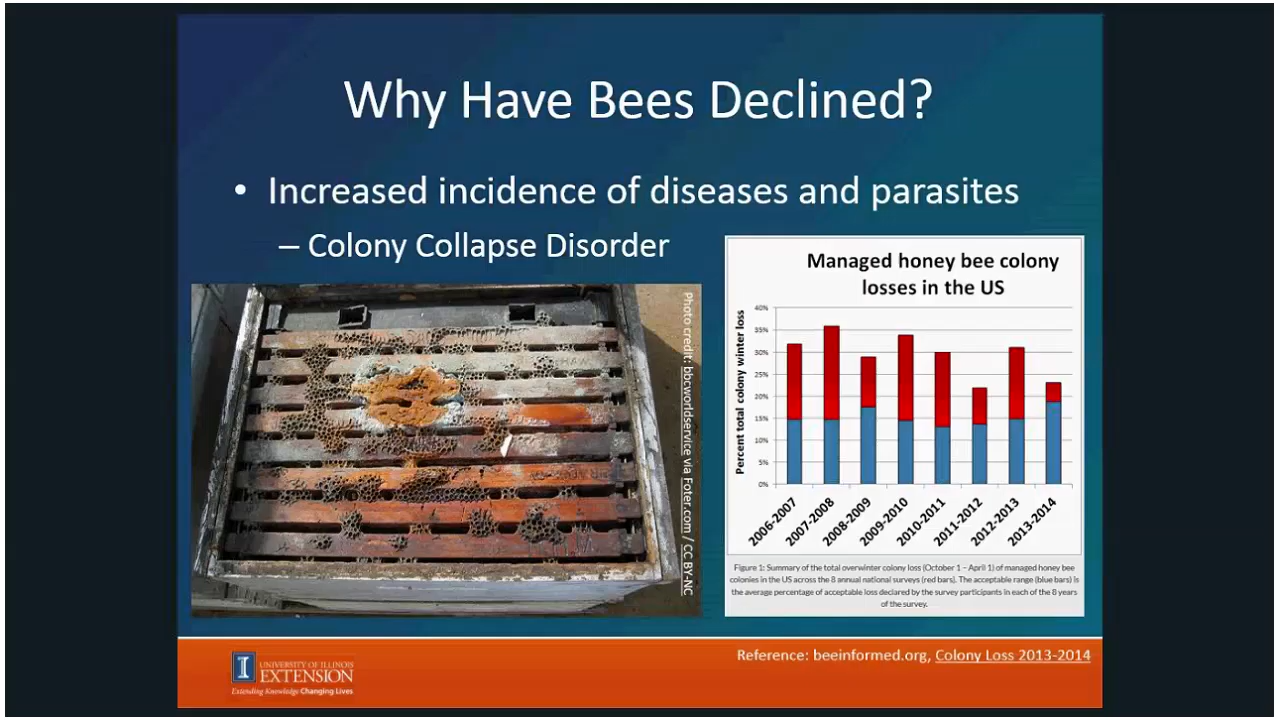 Why Have Bees Declined?
• Increased incidence of diseases and parasites
– Colony Collapse Disorder
Photo credit: bbcworldservice via Foter.com / CC BY-NC
Managed honey bee colony
losses in the US
Percent total colony winter loss
40%
35%
30%
25%
20%
15%
10%
5%
0%
2006-2007
2007-2008
2008-2009
2009-2010
2010-2011
2011-2012
2012-2013
2013-2014
Figure 1: Summary of the total overwinter colony loss (October 1 – April 1) of managed honey bee
colonies in the US across the 8 annual national surveys (red bars). The acceptable range (blue bars) is
the average percentage of acceptable loss declared by the survey participants in each of the 8 years
of the survey.
Reference: beeinformed.org, Colony Loss 2013-2014
I
UNIVERSITY OF ILLINOIS
EXTENSION
Extending Knowledge Changing Lives